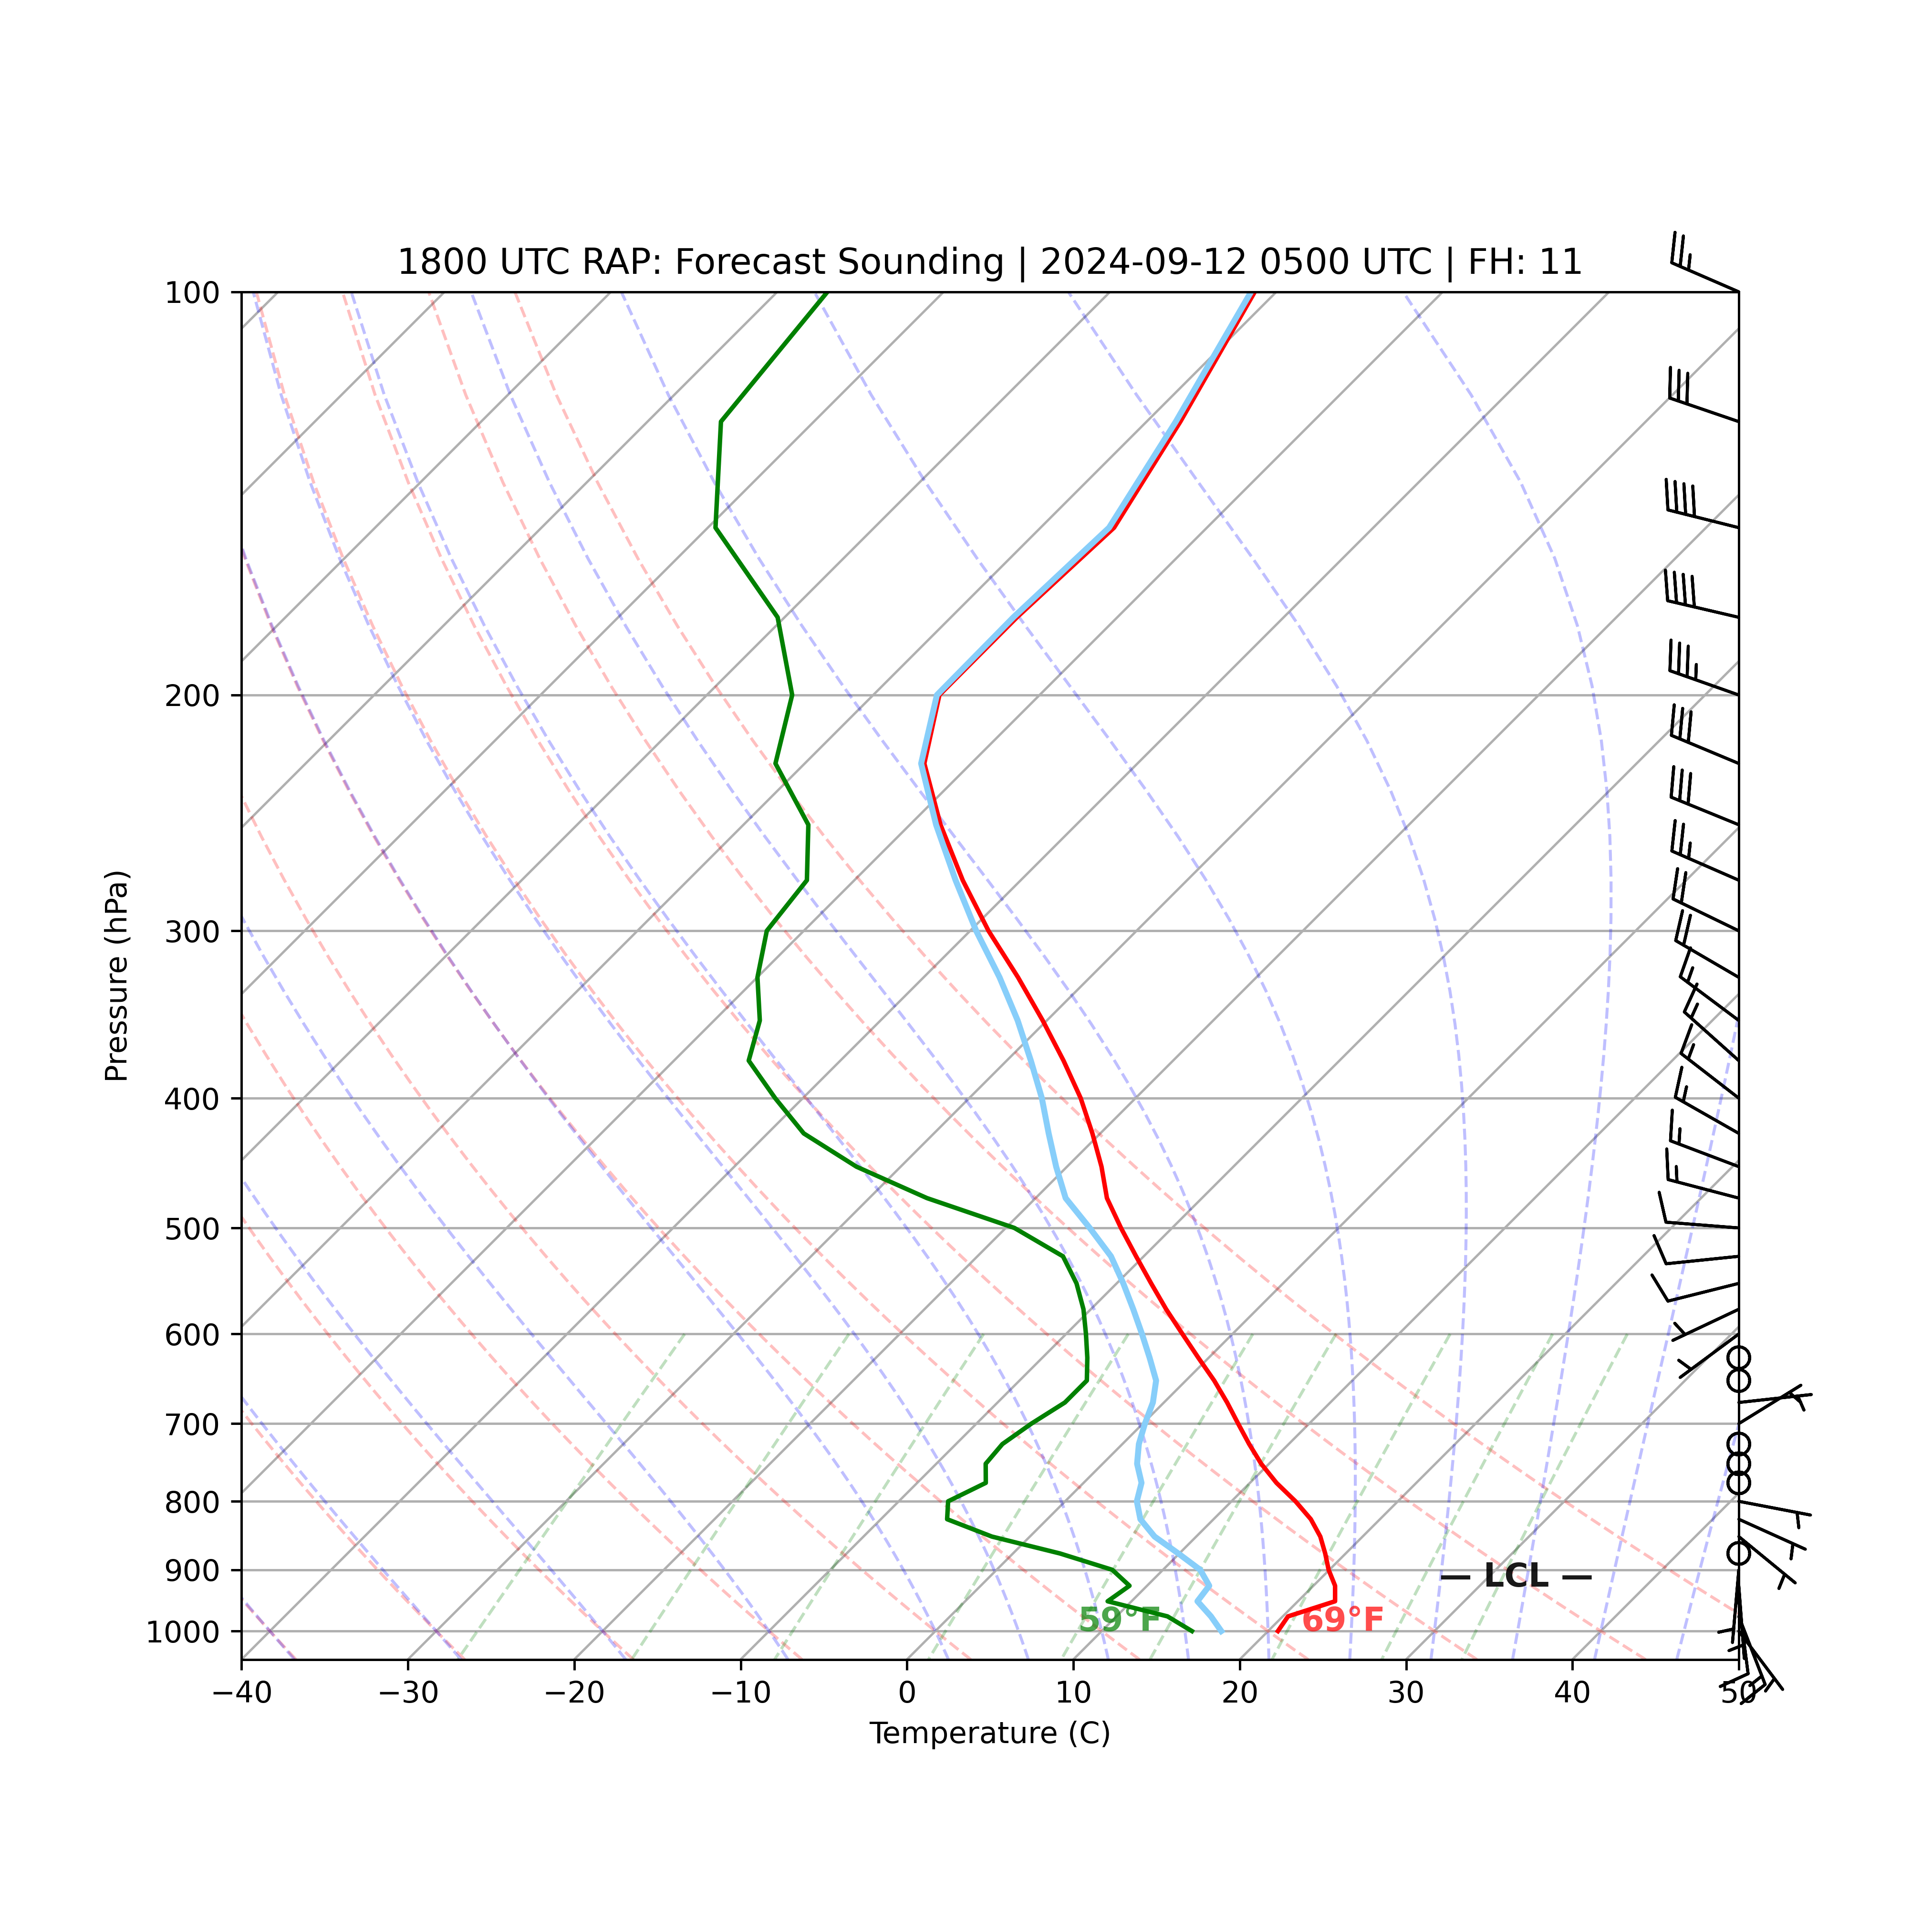 1800 UTC RAP: Forecast Sounding | 2024-09-12 0500 UTC | FH: 11
100
200
300
400
500
600
700
800
900
1000
Pressure (hPa)
— LCL —
59°F
69°F
−40 −30 −20 −10 0 10 20 30 40 50
Temperature (C)